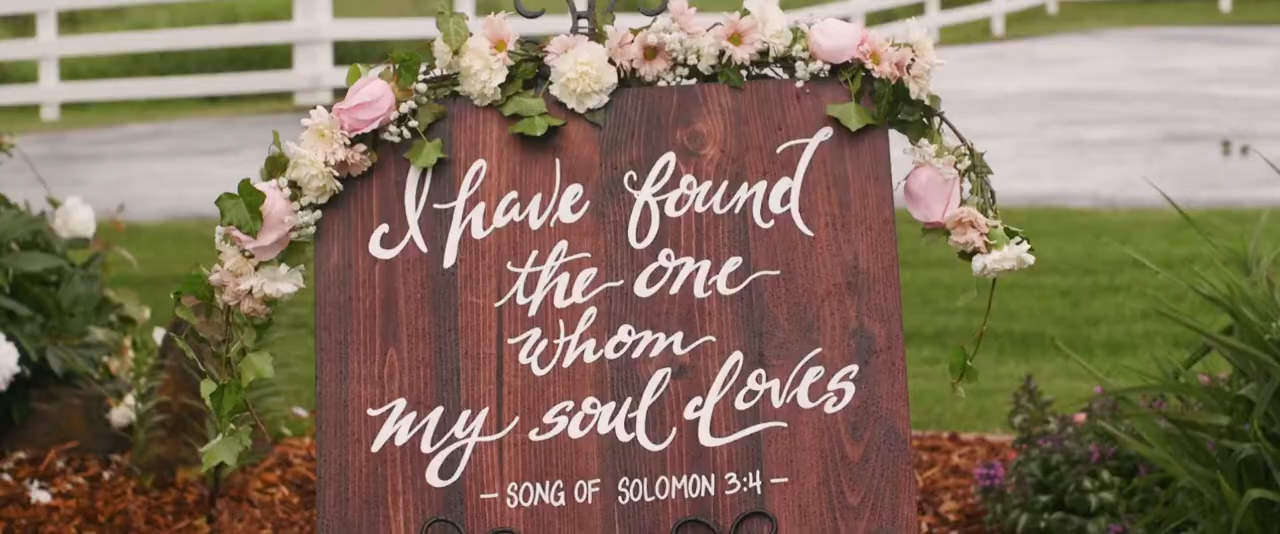 I have found
the one
whom
my soul loves
- SONG OF SOLOMON 3:4 -